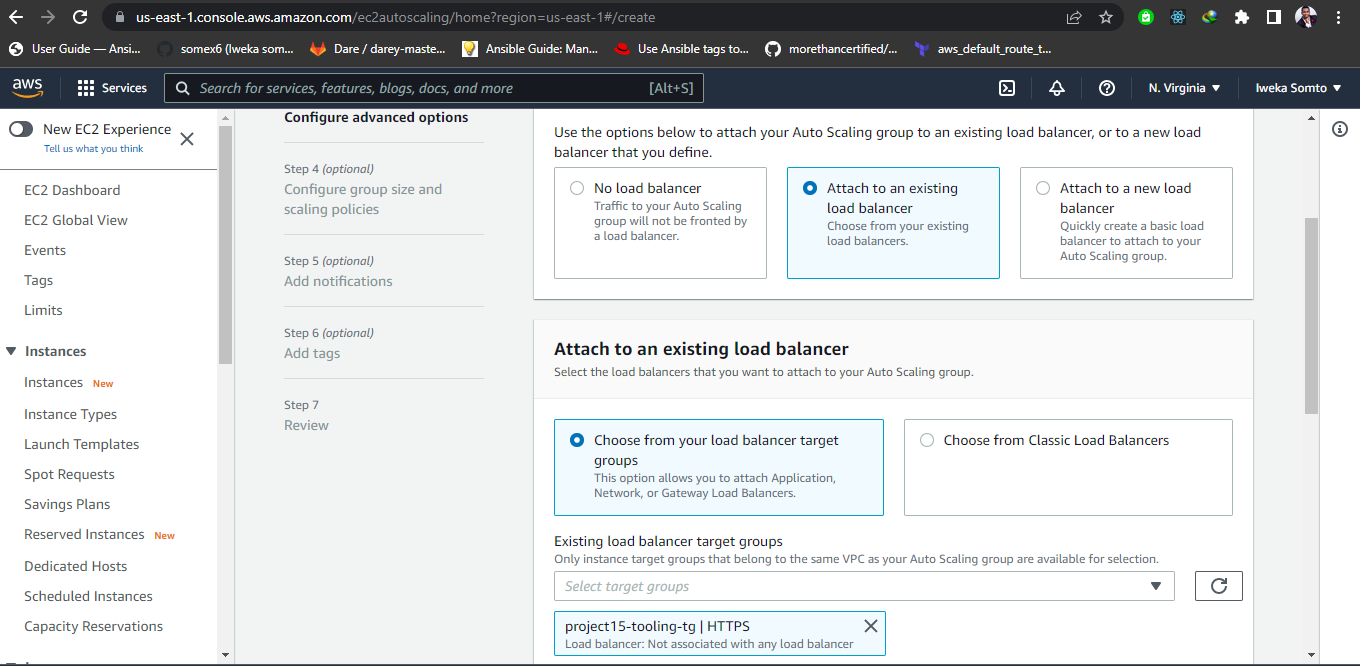 us-east-1.console.aws.amazon.com/ec2autoscaling/home?region=us-east-1#/create
User Guide — Ansi...
somex6 (Iweka som...
Dare / darey-maste...
Ansible Guide: Man...
Use Ansible tags to...
morethancertified/...
aws_default_route_t...
aws
Services
Search for services, features, blogs, docs, and more
[Alt+S]
N. Virginia
Iweka Somto
New EC2 Experience
Tell us what you think
EC2 Dashboard
EC2 Global View
Events
Tags
Limits
Instances
Instances New
Instance Types
Launch Templates
Spot Requests
Savings Plans
Reserved Instances New
Dedicated Hosts
Scheduled Instances
Capacity Reservations
Configure advanced options
Step 4 (optional)
Configure group size and
scaling policies
Step 5 (optional)
Add notifications
Step 6 (optional)
Add tags
Step 7
Review
Use the options below to attach your Auto Scaling group to an existing load balancer, or to a new load
balancer that you define.
No load balancer
Traffic to your Auto Scaling
group will not be fronted by
a load balancer.
Attach to an existing
load balancer
Choose from your existing
load balancers.
Attach to a new load
balancer
Quickly create a basic load
balancer to attach to your
Auto Scaling group.
Attach to an existing load balancer
Select the load balancers that you want to attach to your Auto Scaling group.
Choose from your load balancer target
groups
This option allows you to attach Application,
Network, or Gateway Load Balancers.
Choose from Classic Load Balancers
Existing load balancer target groups
Only instance target groups that belong to the same VPC as your Auto Scaling group are available for selection.
Select target groups
project15-tooling-tg | HTTPS
Load balancer: Not associated with any load balancer